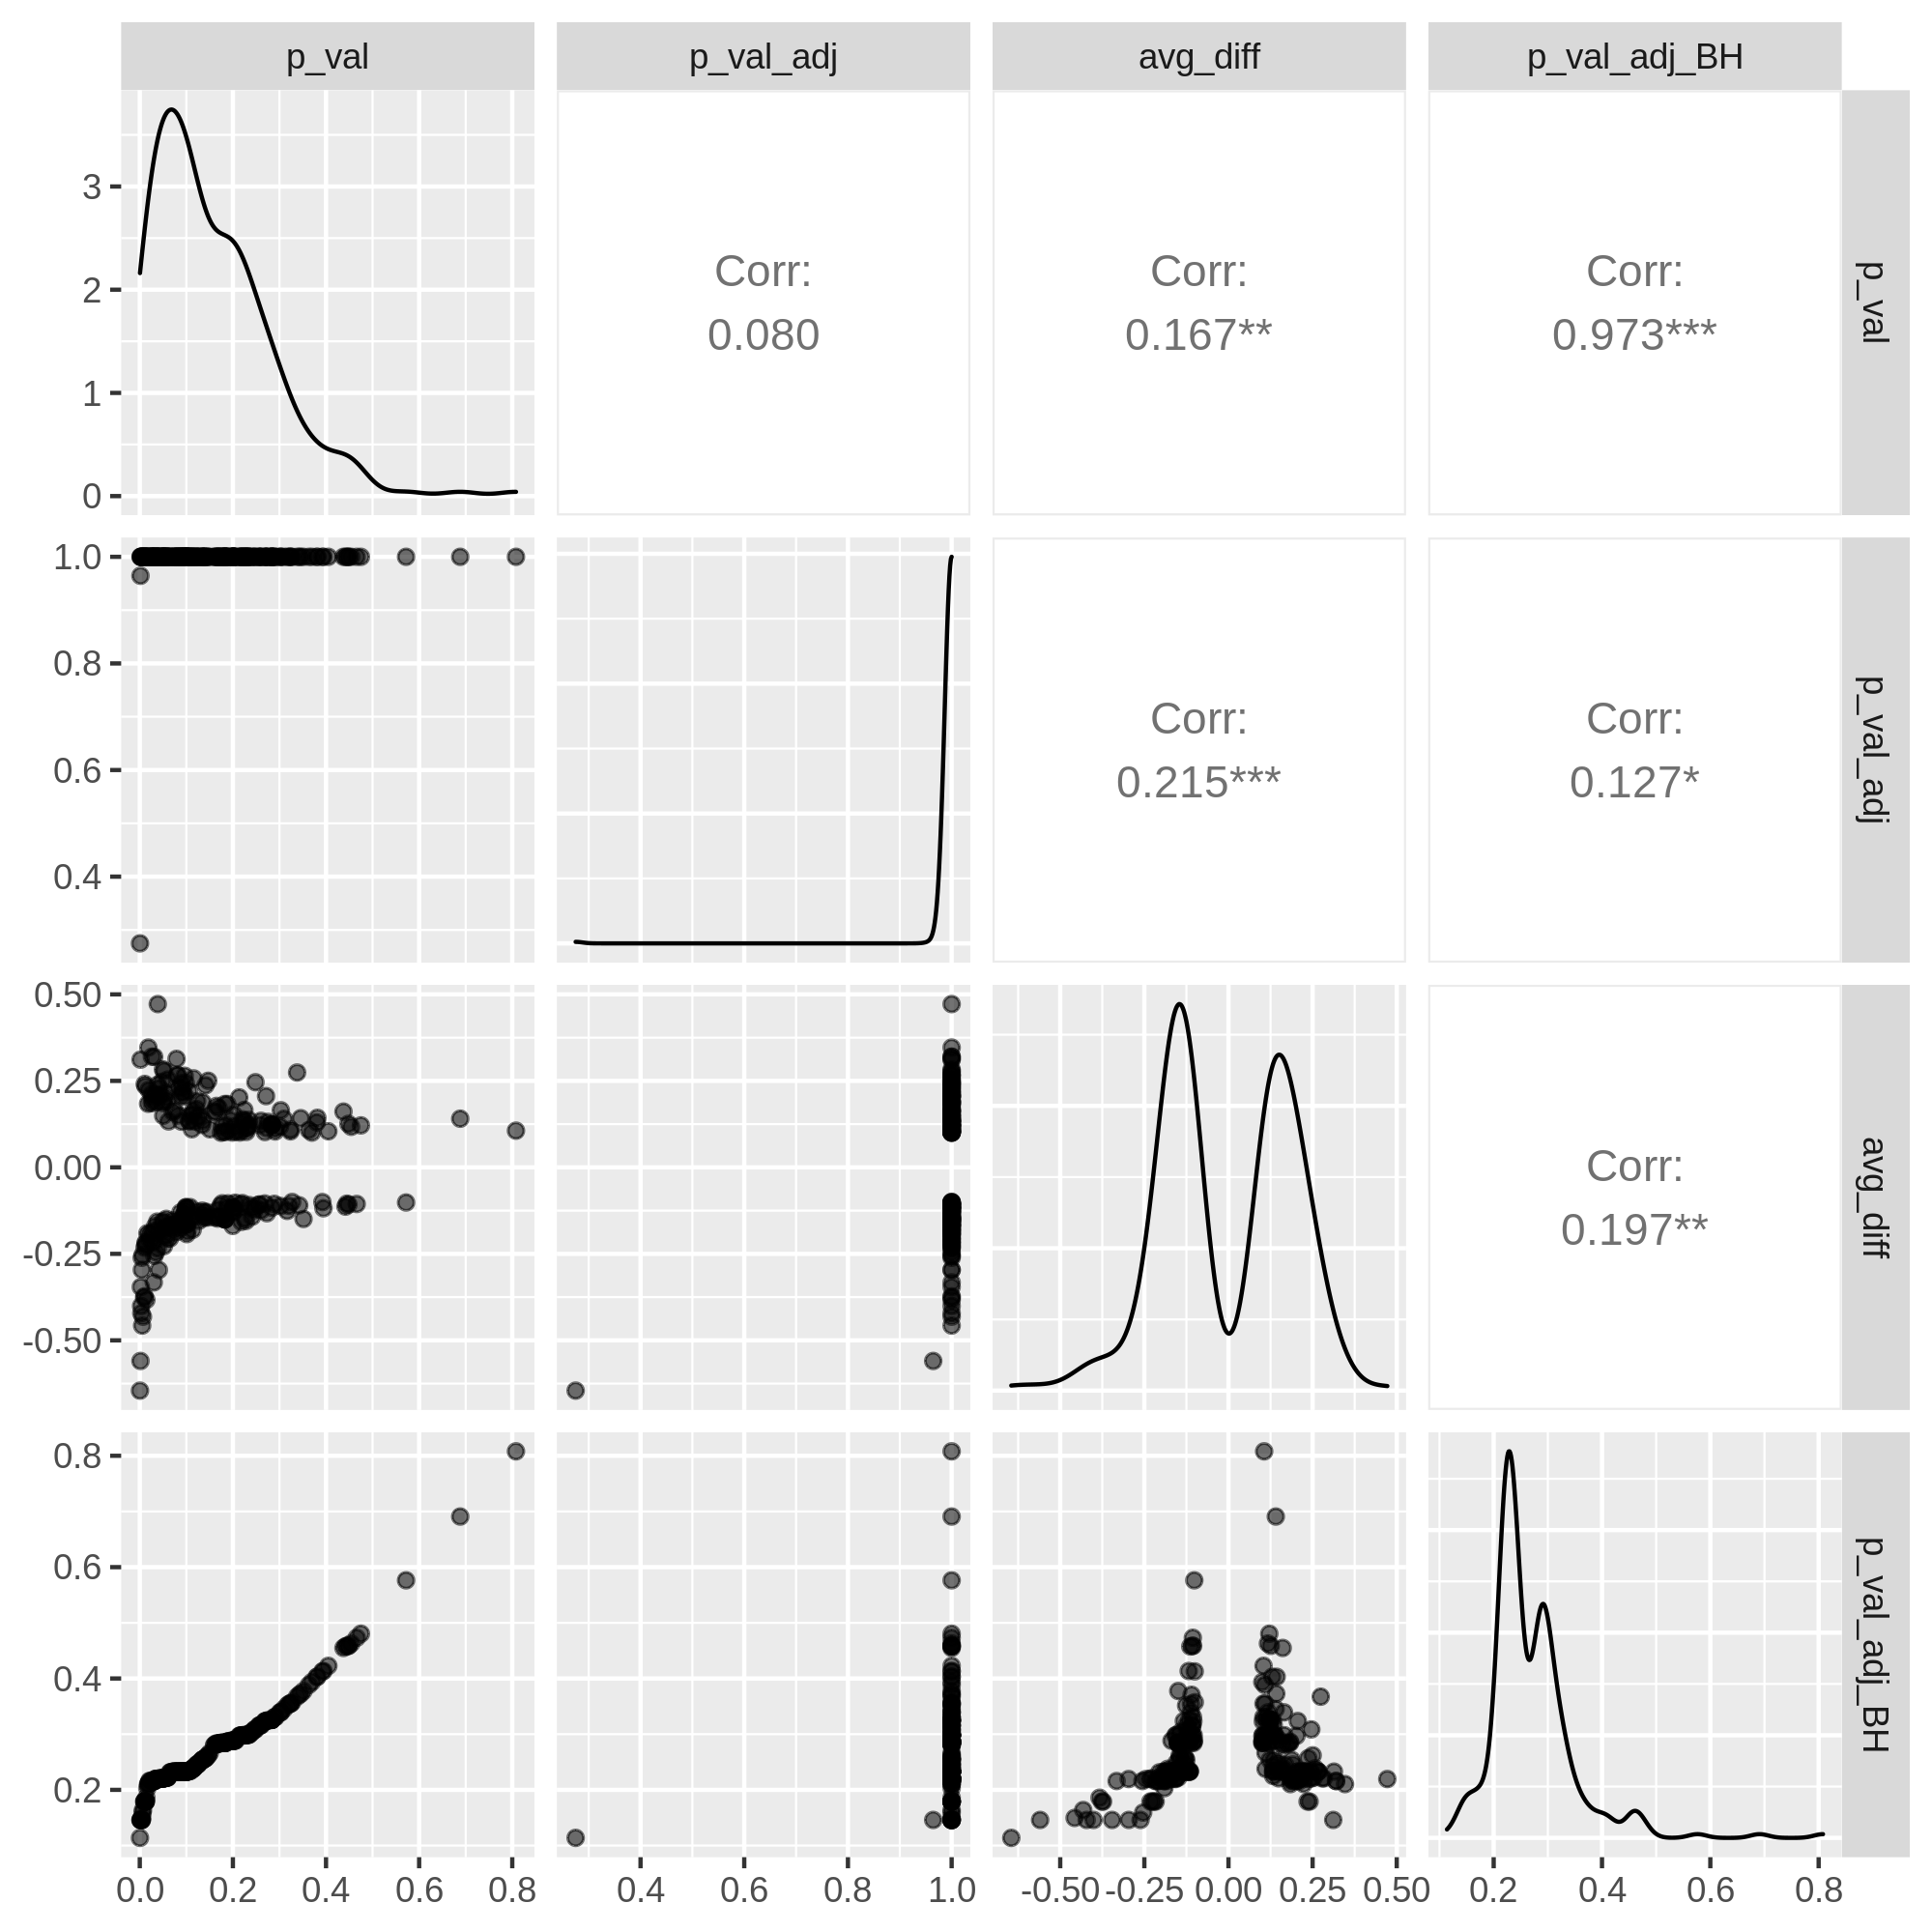 p_val p_val_adj avg_diff p_val_adj_BH
3
2
1
0
Corr:
0.080
Corr:
0.167**
Corr:
0.973***
p_val
1.0
0.8
0.6
0.4
Corr:
0.215***
Corr:
0.127*
p_val_adj
0.50
0.25
0.00
-0.25
-0.50
Corr:
0.197**
avg_diff
0.8
0.6
0.4
0.2
p_val_adj_BH
0.0 0.2 0.4 0.6 0.8 0.4 0.6 0.8 1.0 -0.50 -0.25 0.00 0.25 0.50 0.2 0.4 0.6 0.8